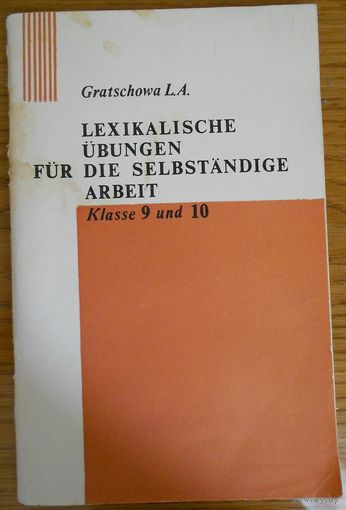 Gratschowa L.A.
LEXIKALISCHE
ÜBUNGEN
FÜR DIE SELBSTÄNDIGE
ARBEIT
Klasse 9 und 10